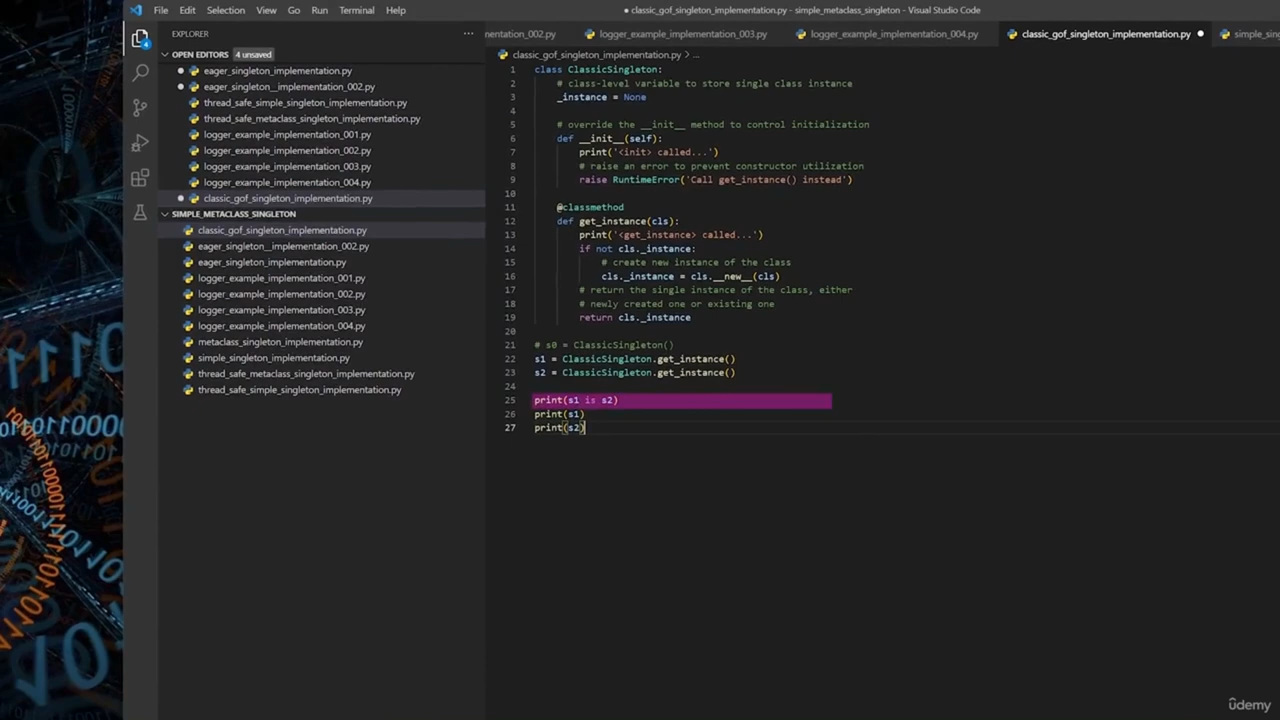 File Edit Selection View Go Run Terminal Help
classic_gof_singleton_implementation.py - simple_metaclass_singleton - Visual Studio Code
EXPLORER
OPEN EDITORS 4 unsaved
eager_singleton_implementation.py
eager_singleton__implementation_002.py
thread_safe_simple_singleton_implementation.py
thread_safe_metaclass_singleton_implementation.py
logger_example_implementation_001.py
logger_example_implementation_002.py
logger_example_implementation_003.py
logger_example_implementation_004.py
classic_gof_singleton_implementation.py
SIMPLE_METACLASS_SINGLETON
classic_gof_singleton_implementation.py
eager_singleton__implementation_002.py
eager_singleton_implementation.py
logger_example_implementation_001.py
logger_example_implementation_002.py
logger_example_implementation_003.py
logger_example_implementation_004.py
metaclass_singleton_implementation.py
simple_singleton_implementation.py
thread_safe_metaclass_singleton_implementation.py
thread_safe_simple_singleton_implementation.py
nentation_002.py logger_example_implementation_003.py logger_example_implementation_004.py classic_gof_singleton_implementation.py simple_sing
classic_gof_singleton_implementation.py > ...
1 class ClassicSingleton:
2 # class-level variable to store single class instance
3 _instance = None
4
5 # override the __init__ method to control initialization
6 def __init__(self):
7 print('<init> called...')
8 # raise an error to prevent constructor utilization
9 raise RuntimeError('Call get_instance() instead')
10
11 @classmethod
12 def get_instance(cls):
13 print('<get_instance> called...')
14 if not cls._instance:
15 # create new instance of the class
16 cls._instance = cls.__new__(cls)
17 # return the single instance of the class, either
18 # newly created one or existing one
19 return cls._instance
20
21 # s0 = ClassicSingleton()
22 s1 = ClassicSingleton.get_instance()
23 s2 = ClassicSingleton.get_instance()
24
25 print(s1 is s2)
26 print(s1)
27 print(s2)
ûdemy